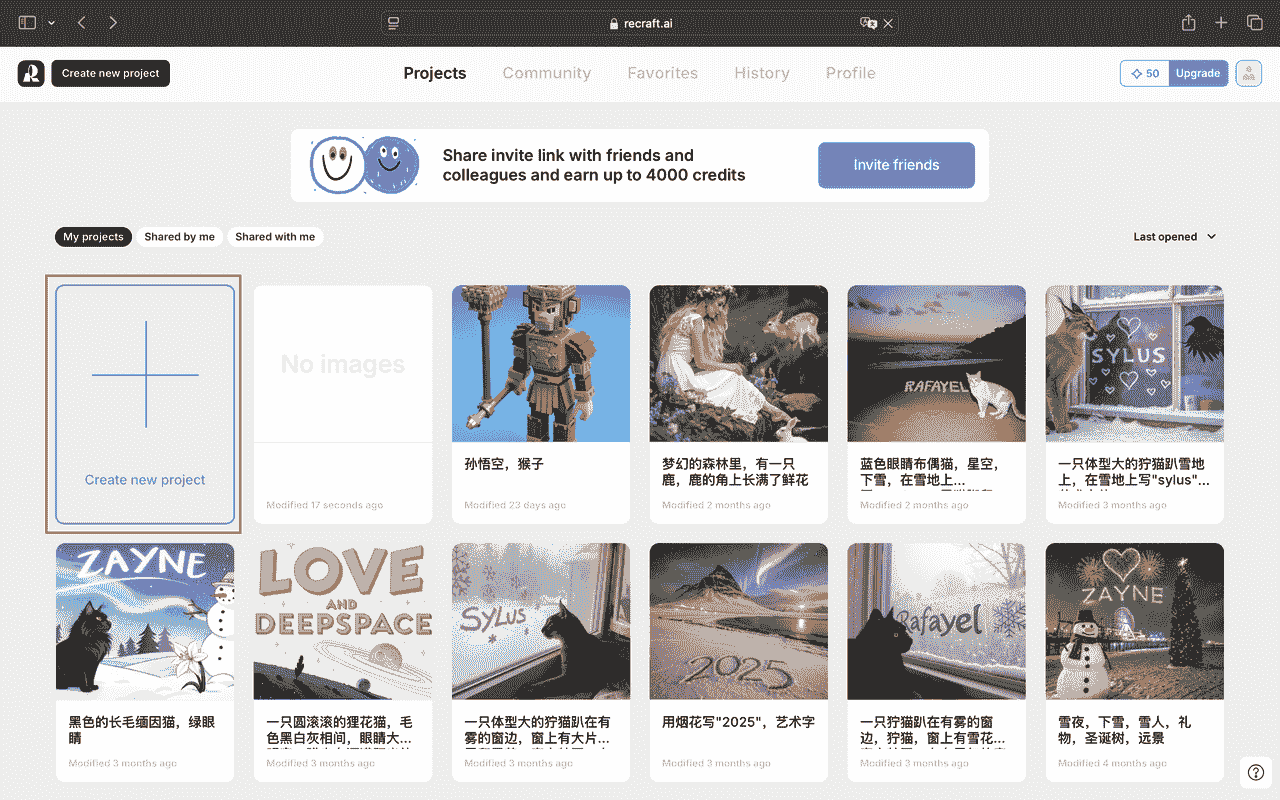 recraft.ai
Create new project
Projects
Community
Favorites
History
Profile
50
Upgrade
Share invite link with friends and
colleagues and earn up to 4000 credits
Invite friends
My projects
Shared by me
Shared with me
Last opened
Create new project
No images
Modified 17 seconds ago
孙悟空，猴子
Modified 23 days ago
梦幻的森林里，有一只
鹿，鹿的角上长满了鲜花
Modified 2 months ago
RAFAYEL
蓝色眼睛布偶猫，星空，
下雪，在雪地上...
Modified 2 months ago
SYLUS
一只体型大的狞猫趴雪地
上，在雪地上写"sylus"...
Modified 3 months ago
ZAYNE
黑色的长毛缅因猫，绿眼
睛
Modified 3 months ago
LOVE
AND
DEEPSPACE
一只圆滚滚的狸花猫，毛
色黑白灰相间，眼睛大...
Modified 3 months ago
SYLUS
一只体型大的狞猫趴在有
雾的窗边，窗上有大片...
Modified 3 months ago
2025
用烟花写"2025"，艺术字
Modified 3 months ago
Rafayel
一只狞猫趴在有雾的窗
边，狞猫，窗上有雪花...
Modified 3 months ago
ZAYNE
雪夜，下雪，雪人，礼
物，圣诞树，远景
Modified 4 months ago